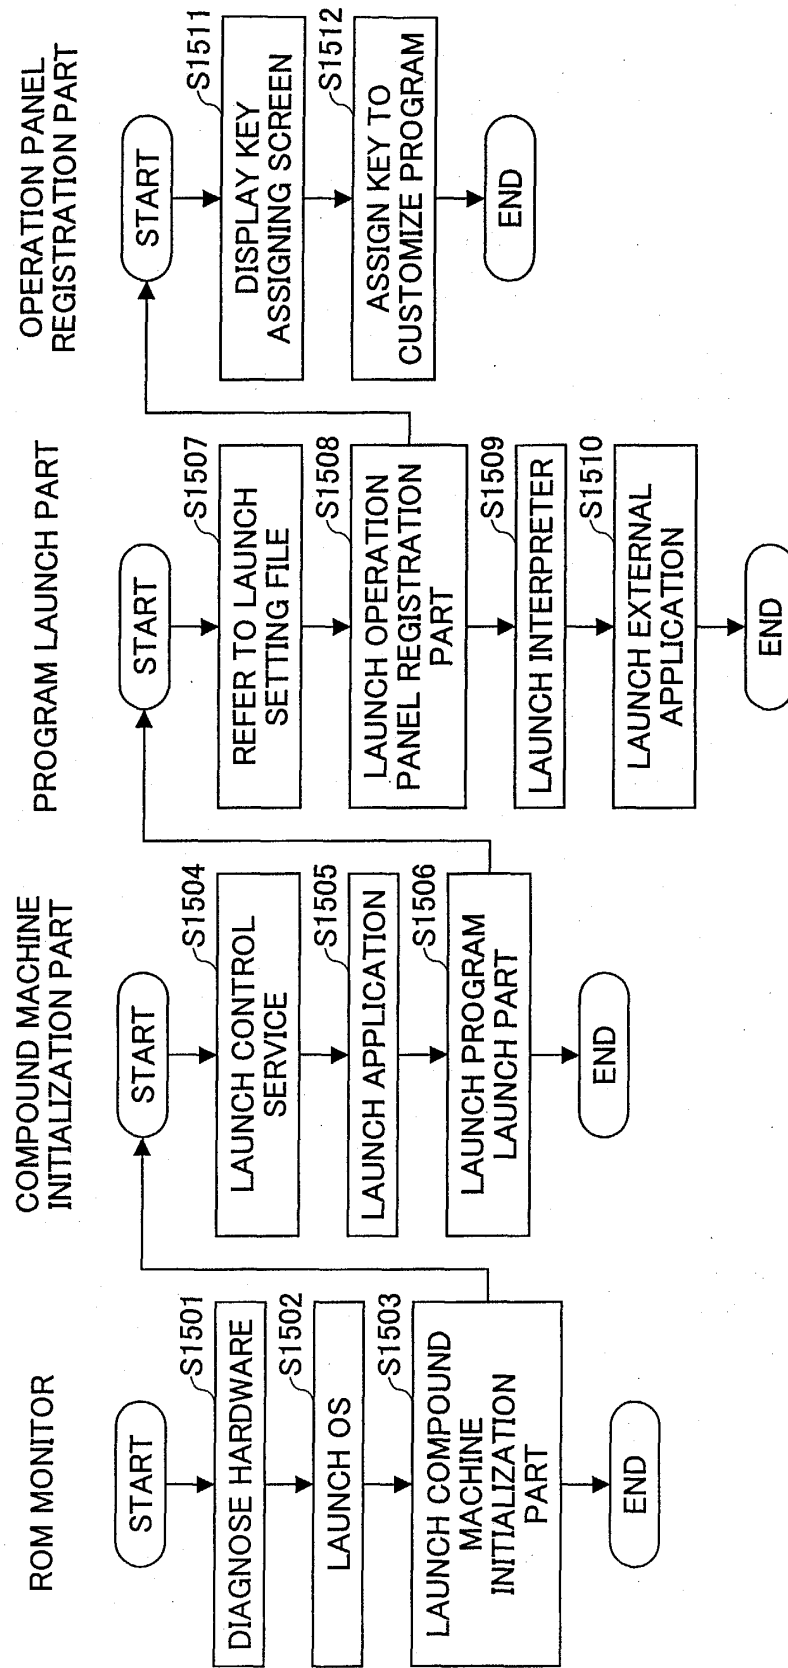 ROM MONITOR
START
S1501
DIAGNOSE HARDWARE
S1502
LAUNCH OS
S1503
LAUNCH COMPOUND
MACHINE
INITIALIZATION
PART
END
COMPOUND MACHINE
INITIALIZATION PART
START
S1504
LAUNCH CONTROL
SERVICE
S1505
LAUNCH APPLICATION
S1506
LAUNCH PROGRAM
LAUNCH PART
END
PROGRAM LAUNCH PART
START
S1507
REFER TO LAUNCH
SETTING FILE
S1508
LAUNCH OPERATION
PANEL REGISTRATION
PART
S1509
LAUNCH INTERPRETER
S1510
LAUNCH EXTERNAL
APPLICATION
END
OPERATION PANEL
REGISTRATION PART
START
S1511
DISPLAY KEY
ASSIGNING SCREEN
S1512
ASSIGN KEY TO
CUSTOMIZE PROGRAM
END